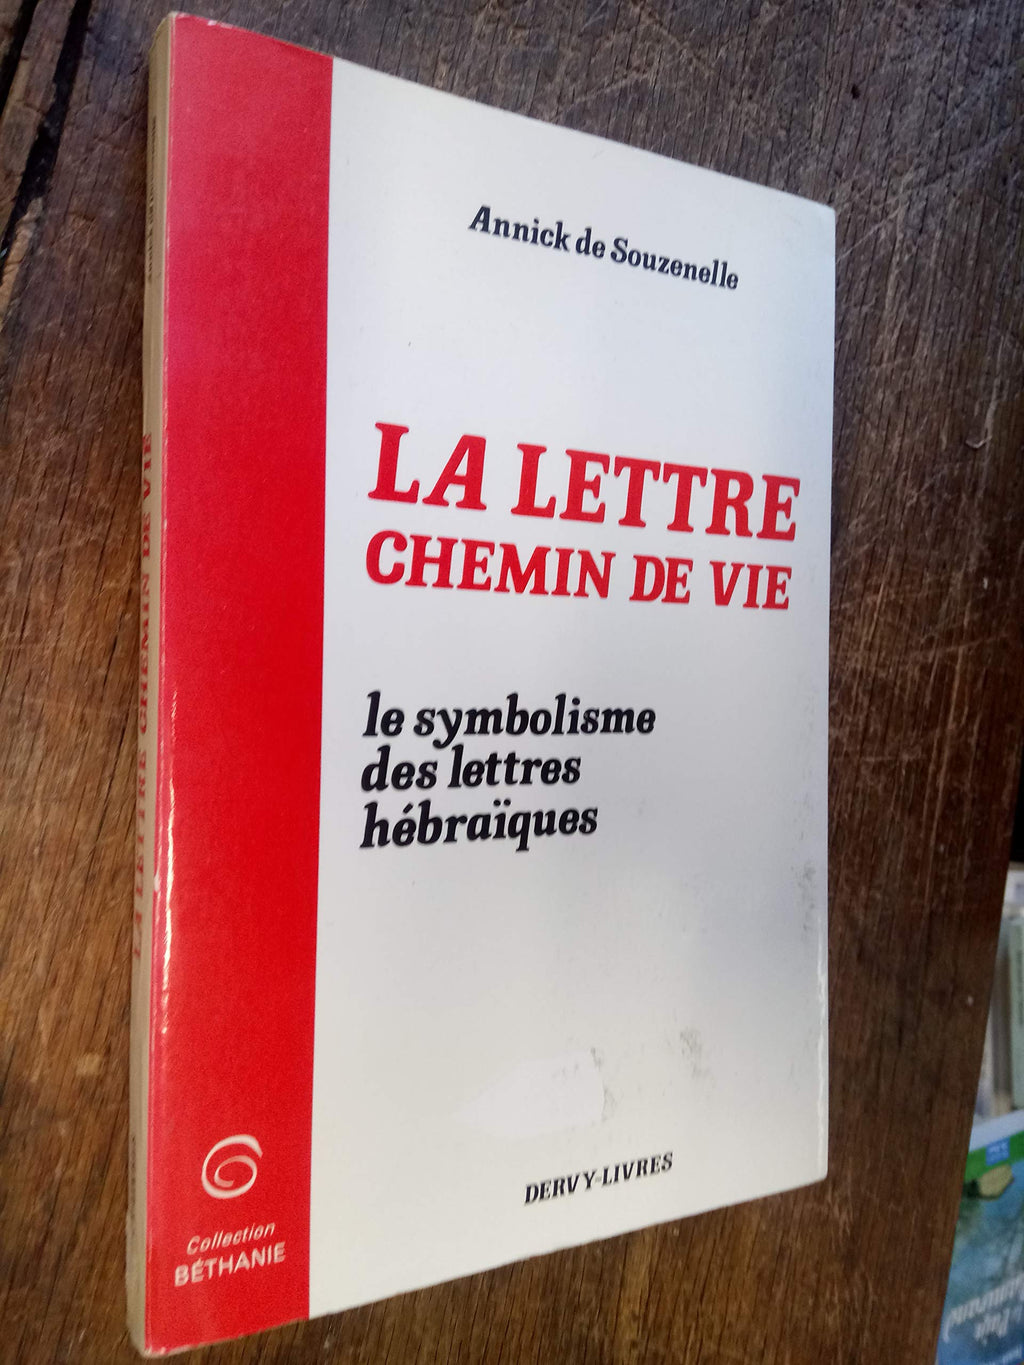 Annick de Souzenelle
LA LETTRE
CHEMIN DE VIE
le symbolisme
des lettres
hébraïques
DERVY-LIVRES
Collection
BÉTHANIE
LA LETTRE CHEMIN DE VIE